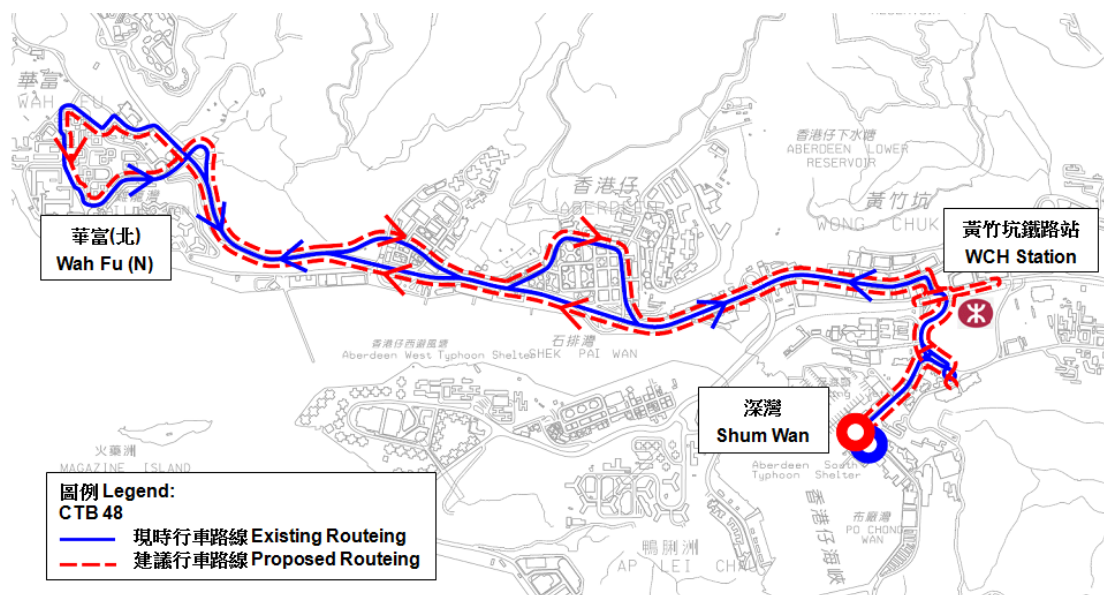 RESERVOIR
華富
WAH FU
華富(北)
Wah Fu (N)
香港仔
ABERDEEN
香港仔下水塘
ABERDEEN LOWER
RESERVOIR
黃竹坑
WONG CHUK
黃竹坑鐵路站
WCH Station
香港仔西避風塘
Aberdeen West Typhoon Shelter
石排灣
SHEK PAI WAN
深灣
Shum Wan
Aberdeen South
Typhoon Shelter
火藥洲
MAGAZINE ISLAND
香港仔海峽
布廠灣
PO CHONG
WAN
鴨脷洲
AP LEI CHAU
圖例 Legend:
CTB 48
現時行車路線 Existing Routeing
建議行車路線 Proposed Routeing